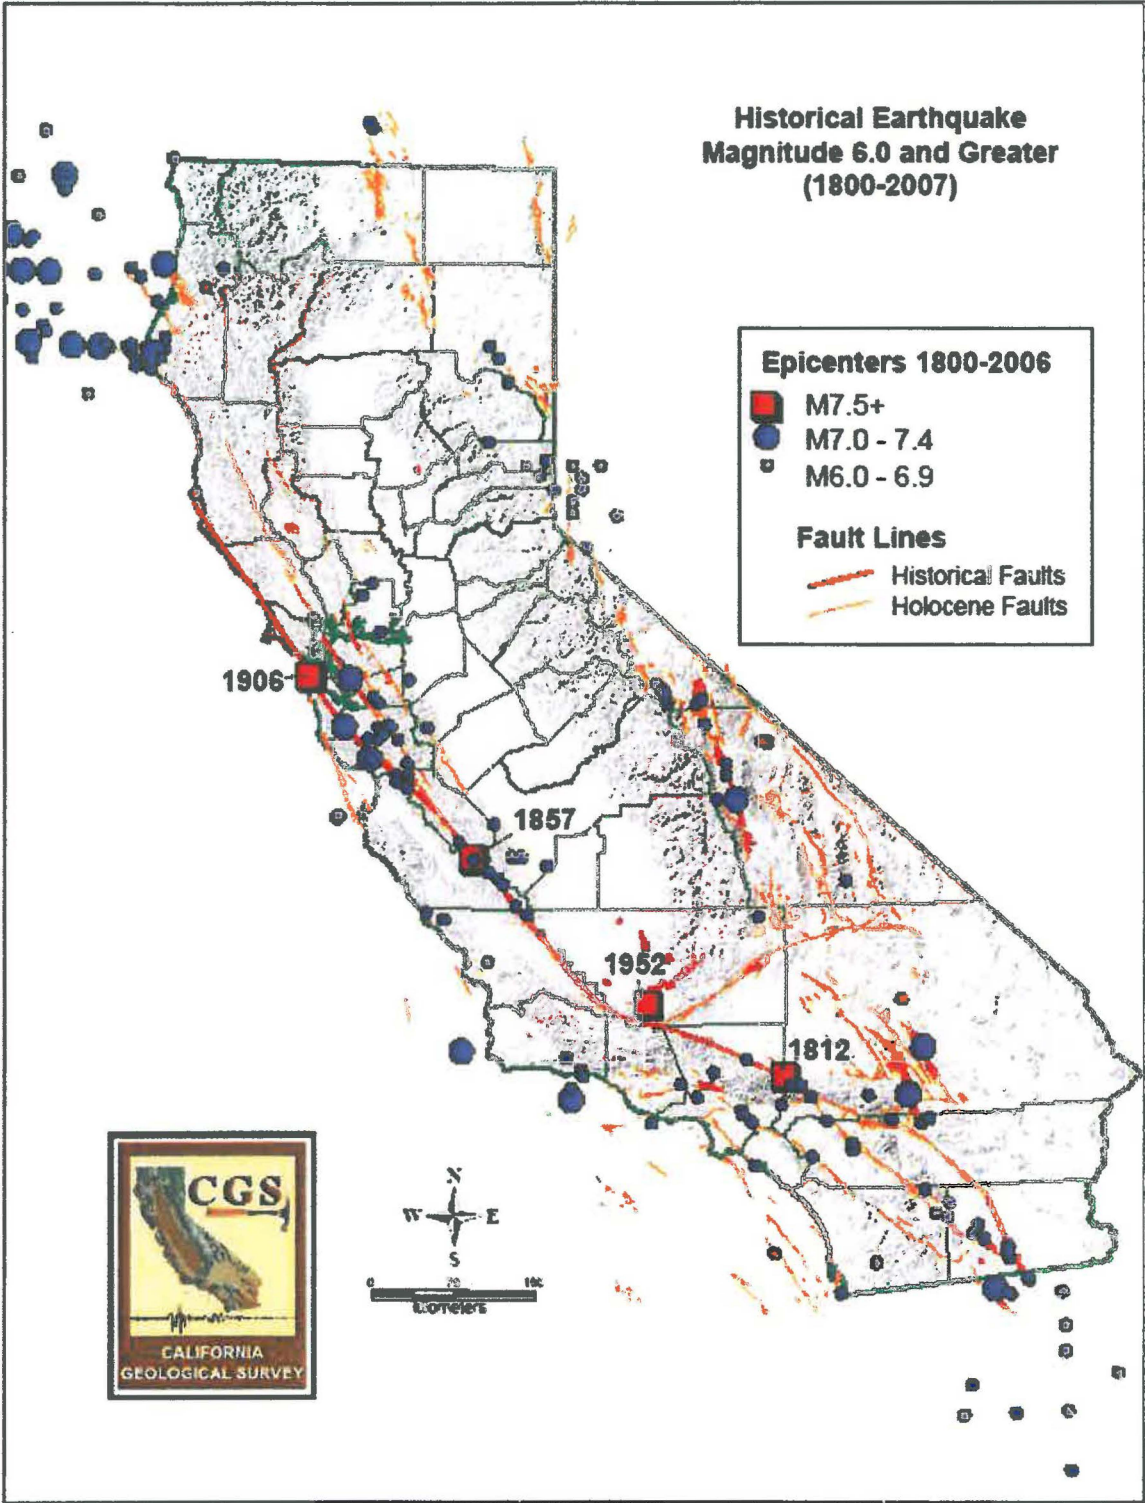 Historical Earthquake
Magnitude 6.0 and Greater
(1800-2007)
Epicenters 1800-2006
M7.5+
M7.0 - 7.4
M6.0 - 6.9
Fault Lines
Historical Faults
Holocene Faults
1906
1857
1952
1812
CGS
CALIFORNIA
GEOLOGICAL SURVEY
N
W E
S
0
Kilometers